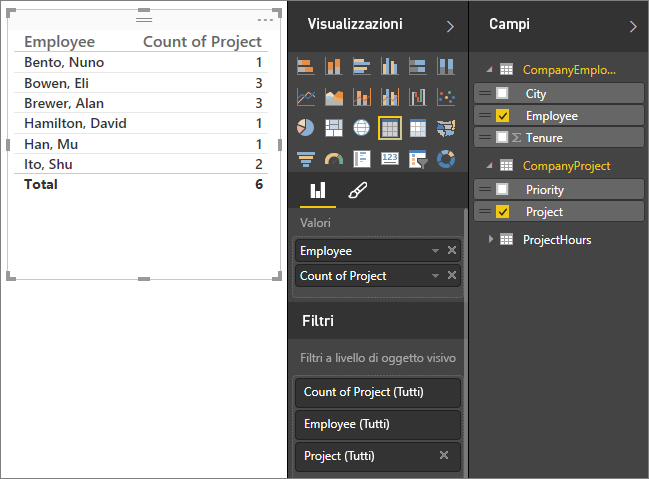 Employee Count of Project
Bento, Nuno 1
Bowen, Eli 3
Brewer, Alan 3
Hamilton, David 1
Han, Mu 1
Ito, Shu 2
Total 6
Visualizzazioni
123
Valori
Employee
Count of Project
Filtri
Filtri a livello di oggetto visivo
Count of Project (Tutti)
Employee (Tutti)
Project (Tutti)
Campi
CompanyEmplo...
City
Employee
Σ Tenure
CompanyProject
Priority
Project
ProjectHours